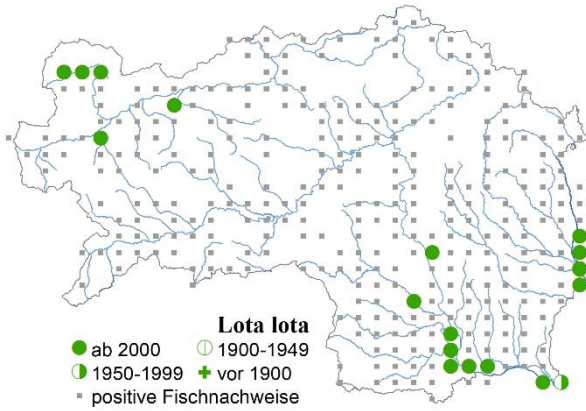 Lota lota
ab 2000 1900-1949
1950-1999 vor 1900
positive Fischnachweise